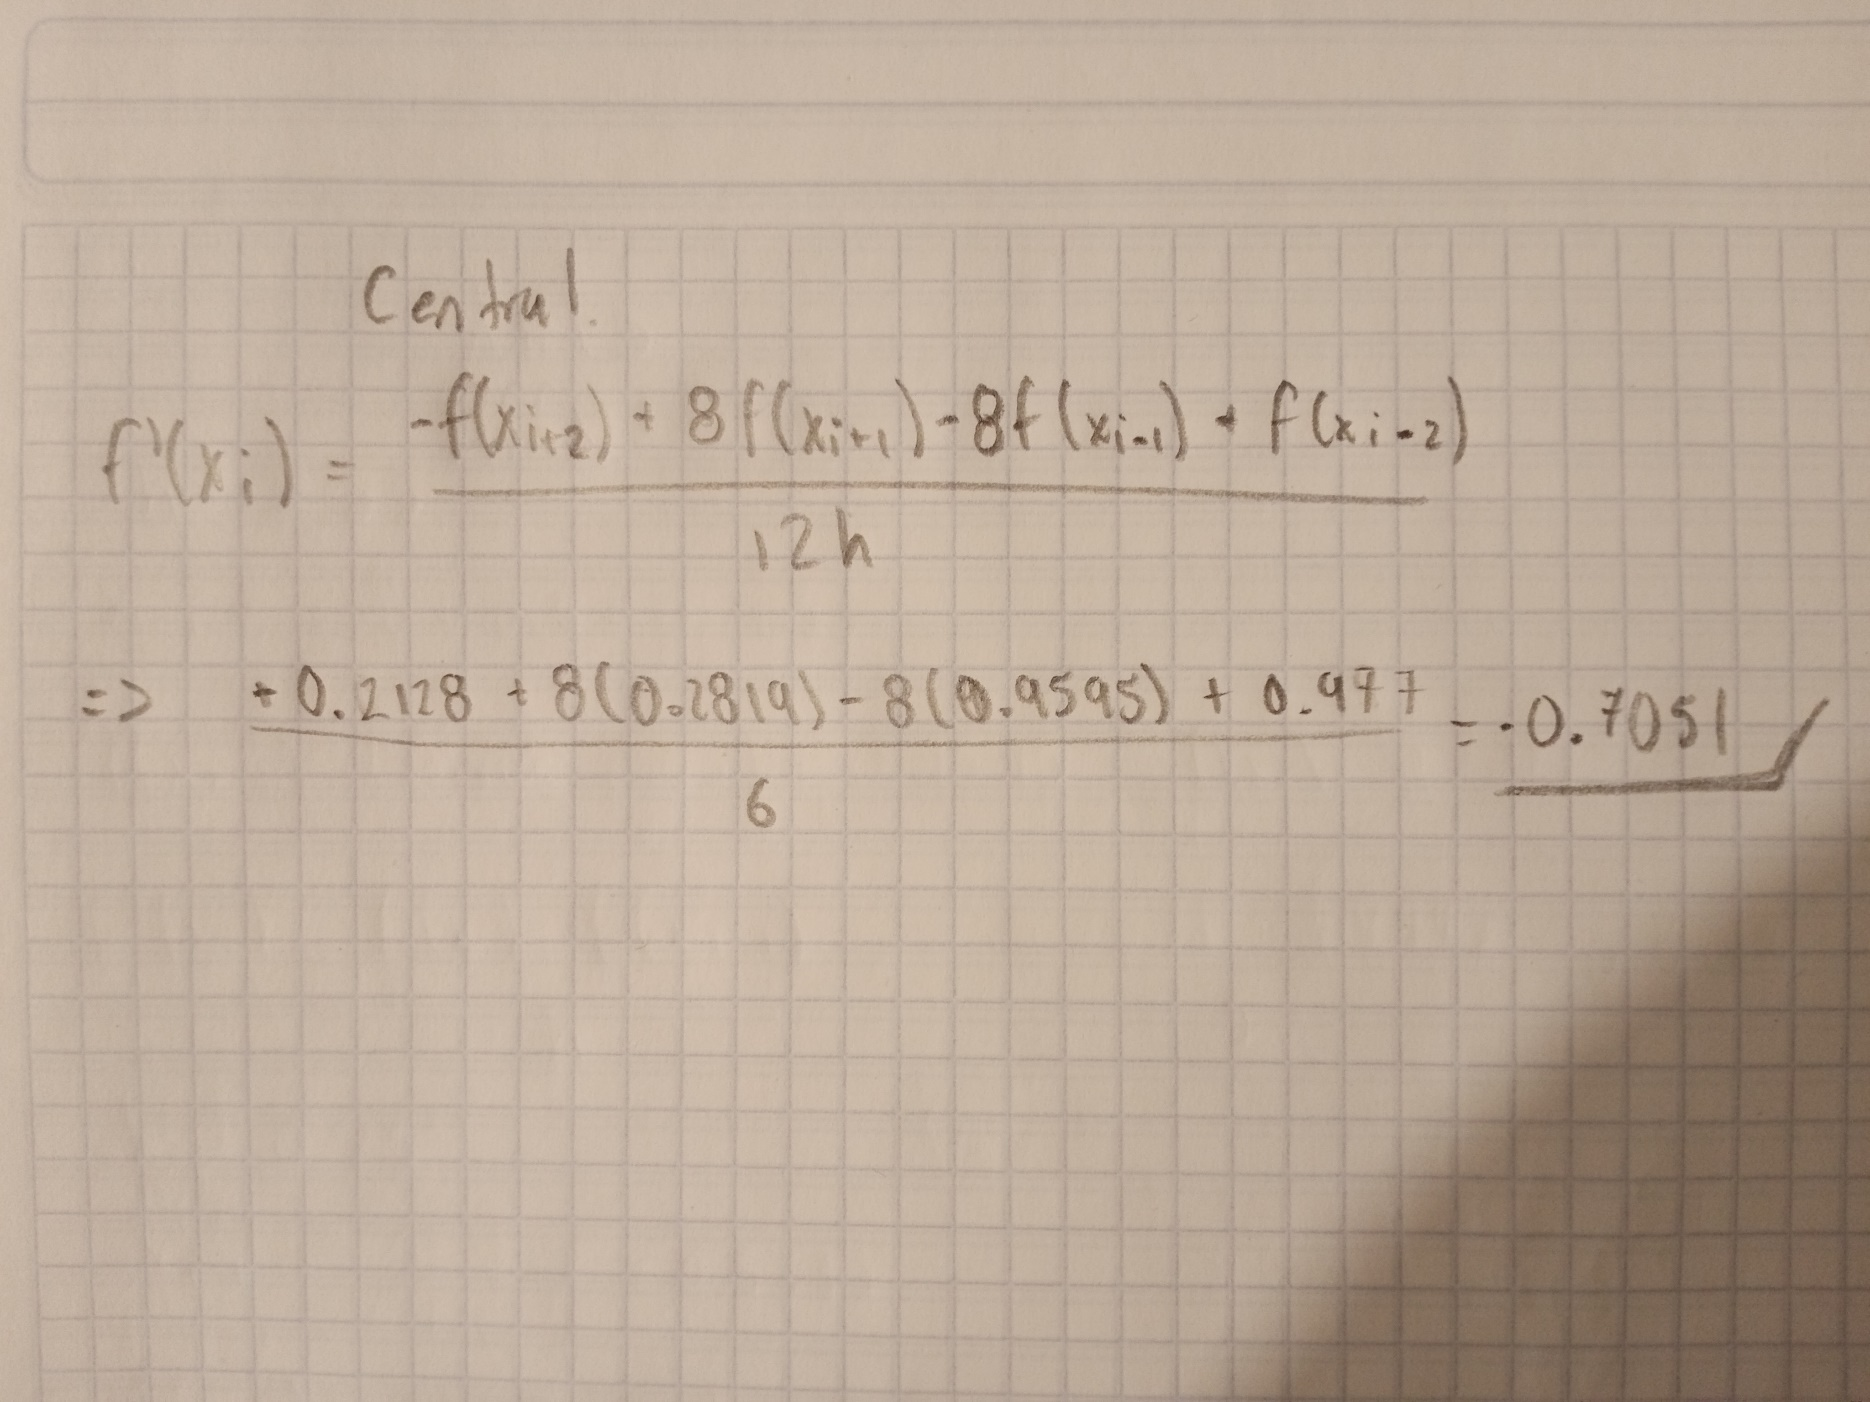 Central.
f'(xi) = -f(xi+2) + 8f(xi+1) - 8f(xi-1) + f(xi-2)
12h
=> +0.2128 + 8(0.2819) - 8(0.9595) + 0.977 = -0.7051
6